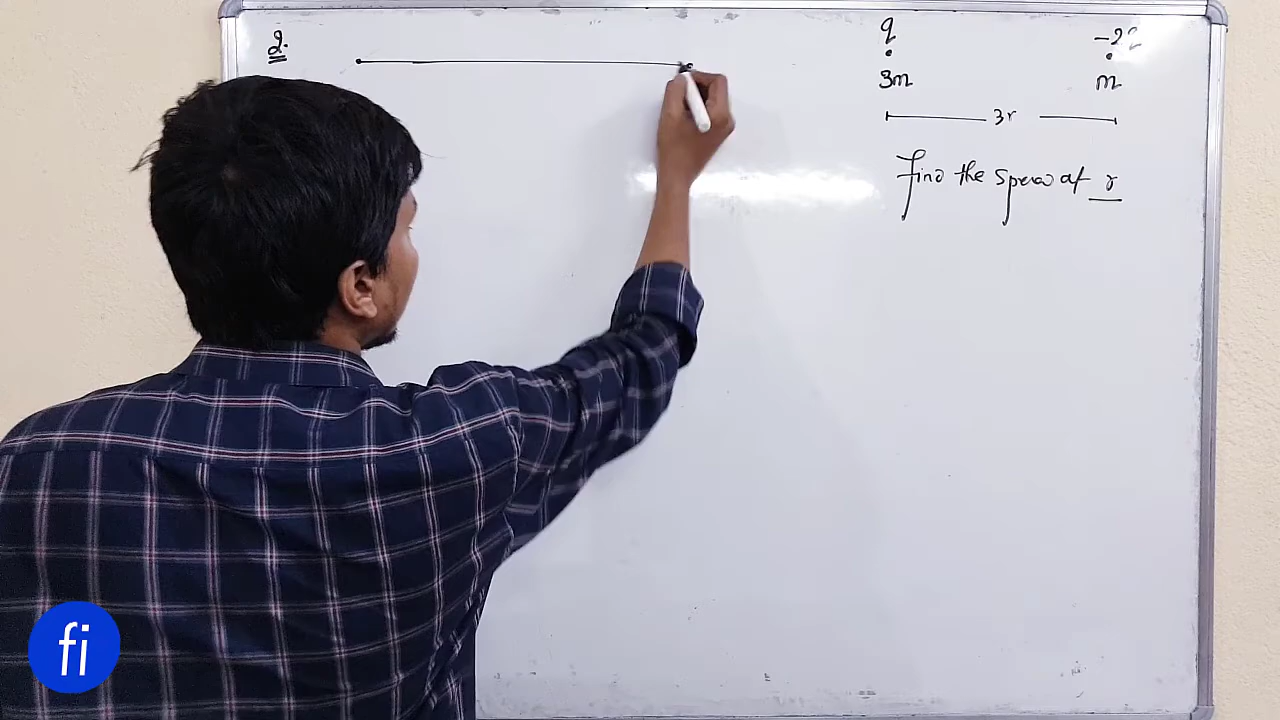 2.
q -2q
3m m
3r
find the speed at r
fi